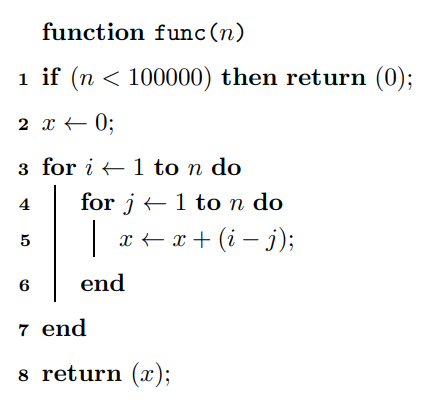 function func(n)
1 if (n < 100000) then return (0);
2 x ← 0;
3 for i ← 1 to n do
4 for j ← 1 to n do
5 x ← x + (i − j);
6 end
7 end
8 return (x);